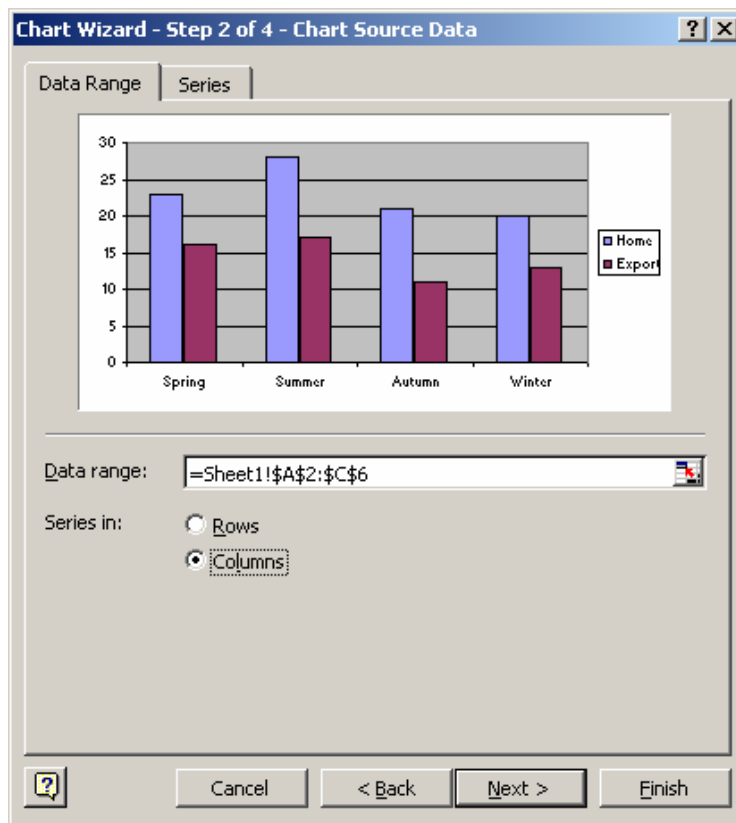 Chart Wizard - Step 2 of 4 - Chart Source Data
Data Range Series
30
25
20
15
10
5
0
Spring Summer Autumn Winter
Home
Export
Data range: =Sheet1!$A$2:$C$6
Series in: Rows
Columns
Cancel < Back Next > Finish